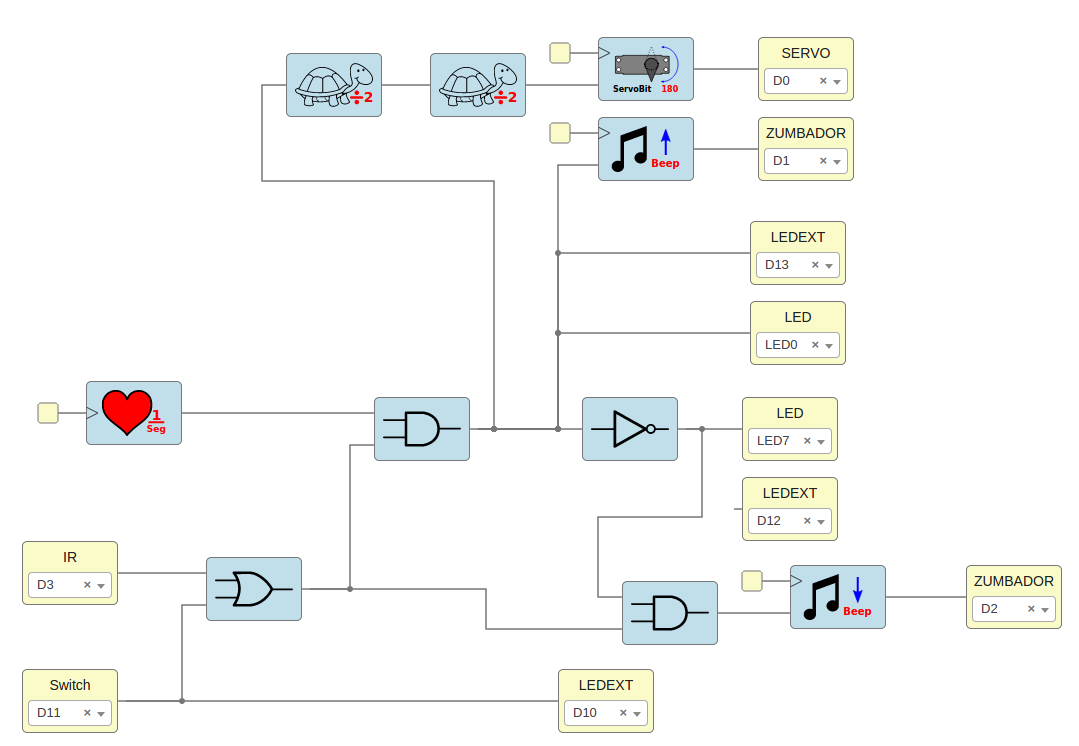 ÷2
÷2
ServoBit 180
SERVO
D0 ×
Beep
ZUMBADOR
D1 ×
LEDEXT
D13 ×
LED
LED0 ×
1
Seg
LED
LED7 ×
LEDEXT
D12 ×
IR
D3 ×
Beep
ZUMBADOR
D2 ×
Switch
D11 ×
LEDEXT
D10 ×